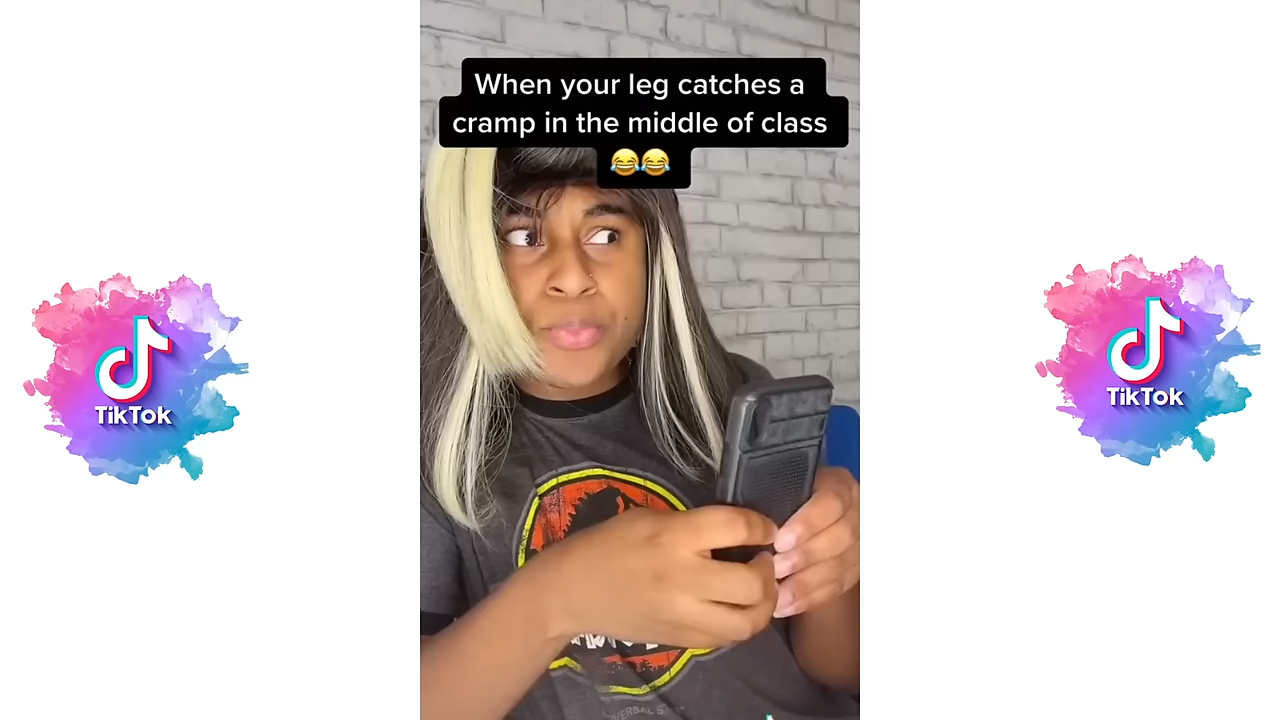 When your leg catches a
cramp in the middle of class
😂😂
TikTok
TikTok